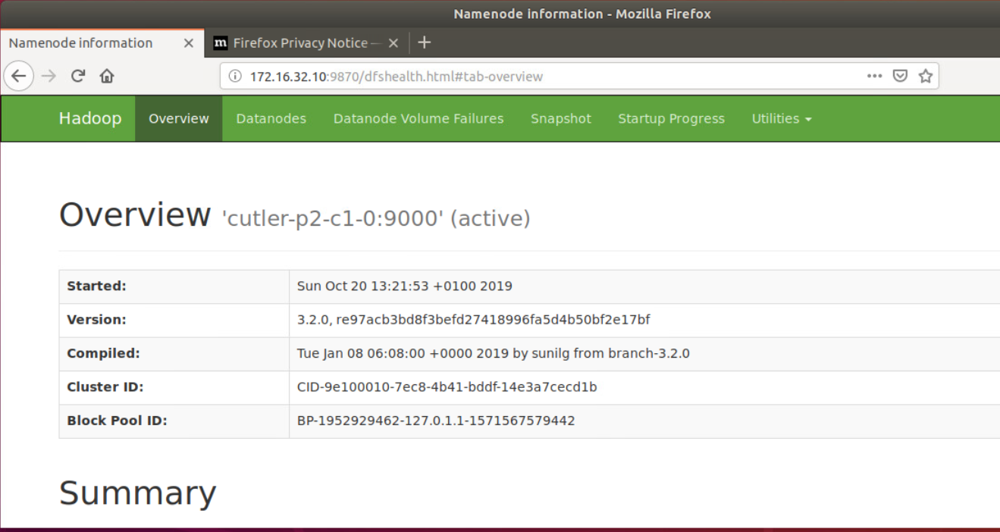 Namenode information - Mozilla Firefox
Namenode information × m Firefox Privacy Notice — × +
172.16.32.10:9870/dfshealth.html#tab-overview
Hadoop Overview Datanodes Datanode Volume Failures Snapshot Startup Progress Utilities
Overview 'cutler-p2-c1-0:9000' (active)
Started: Sun Oct 20 13:21:53 +0100 2019
Version: 3.2.0, re97acb3bd8f3befd27418996fa5d4b50bf2e17bf
Compiled: Tue Jan 08 06:08:00 +0000 2019 by sunilg from branch-3.2.0
Cluster ID: CID-9e100010-7ec8-4b41-bddf-14e3a7cecd1b
Block Pool ID: BP-1952929462-127.0.1.1-1571567579442
Summary